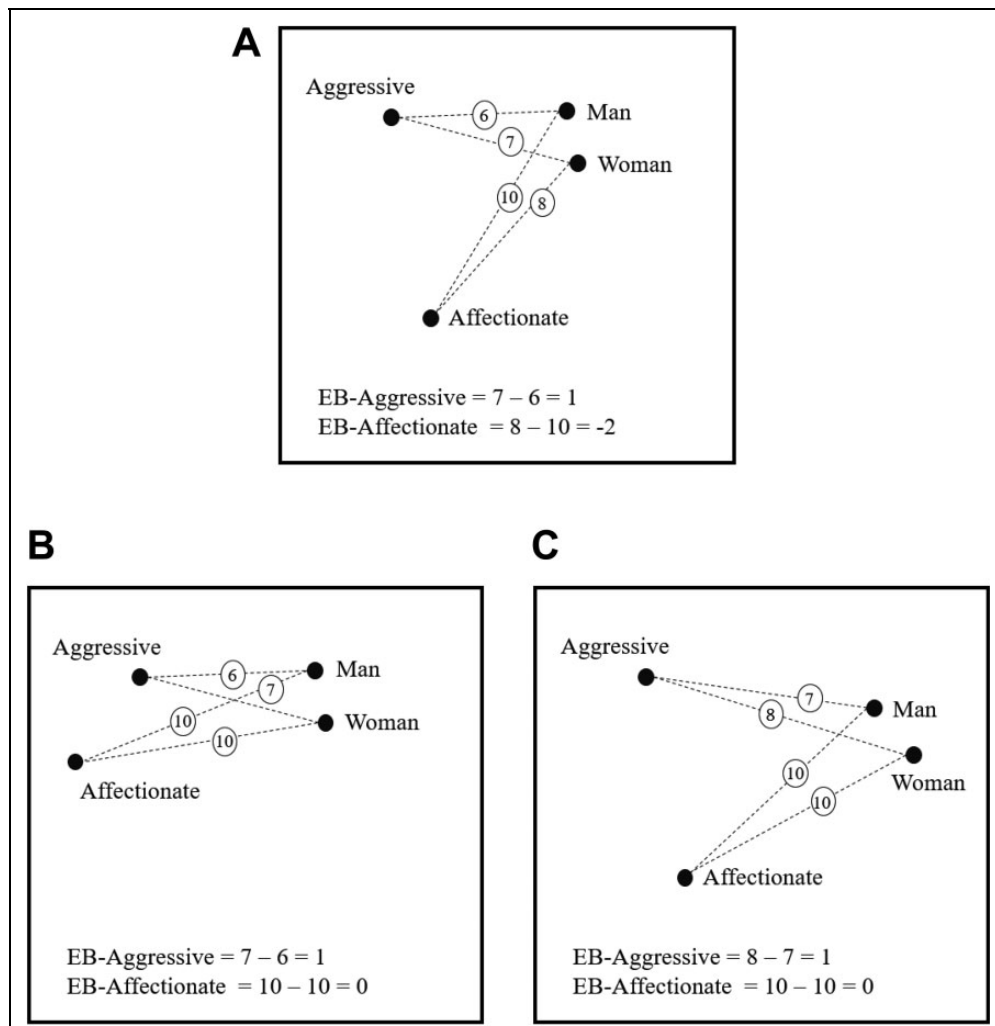 A
Aggressive
6
Man
7
Woman
10
8
Affectionate
EB-Aggressive = 7 – 6 = 1
EB-Affectionate = 8 – 10 = -2
B
Aggressive
6
Man
7
10
Woman
10
Affectionate
EB-Aggressive = 7 – 6 = 1
EB-Affectionate = 10 – 10 = 0
C
Aggressive
7
Man
8
10
Woman
10
Affectionate
EB-Aggressive = 8 – 7 = 1
EB-Affectionate = 10 – 10 = 0